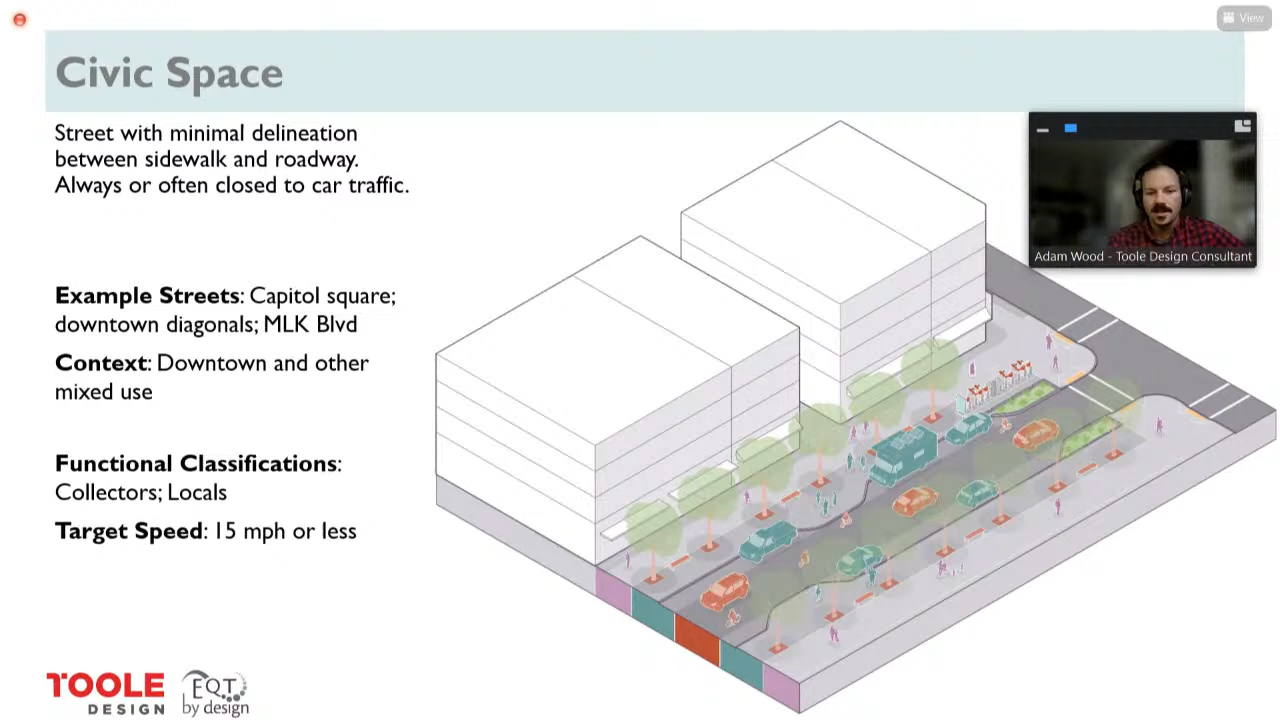 View
Civic Space
Street with minimal delineation
between sidewalk and roadway.
Always or often closed to car traffic.
Adam Wood - Toole Design Consultant
Example Streets: Capitol square;
downtown diagonals; MLK Blvd
Context: Downtown and other
mixed use
Functional Classifications:
Collectors; Locals
Target Speed: 15 mph or less
TOOLE
DESIGN
EQT
by design